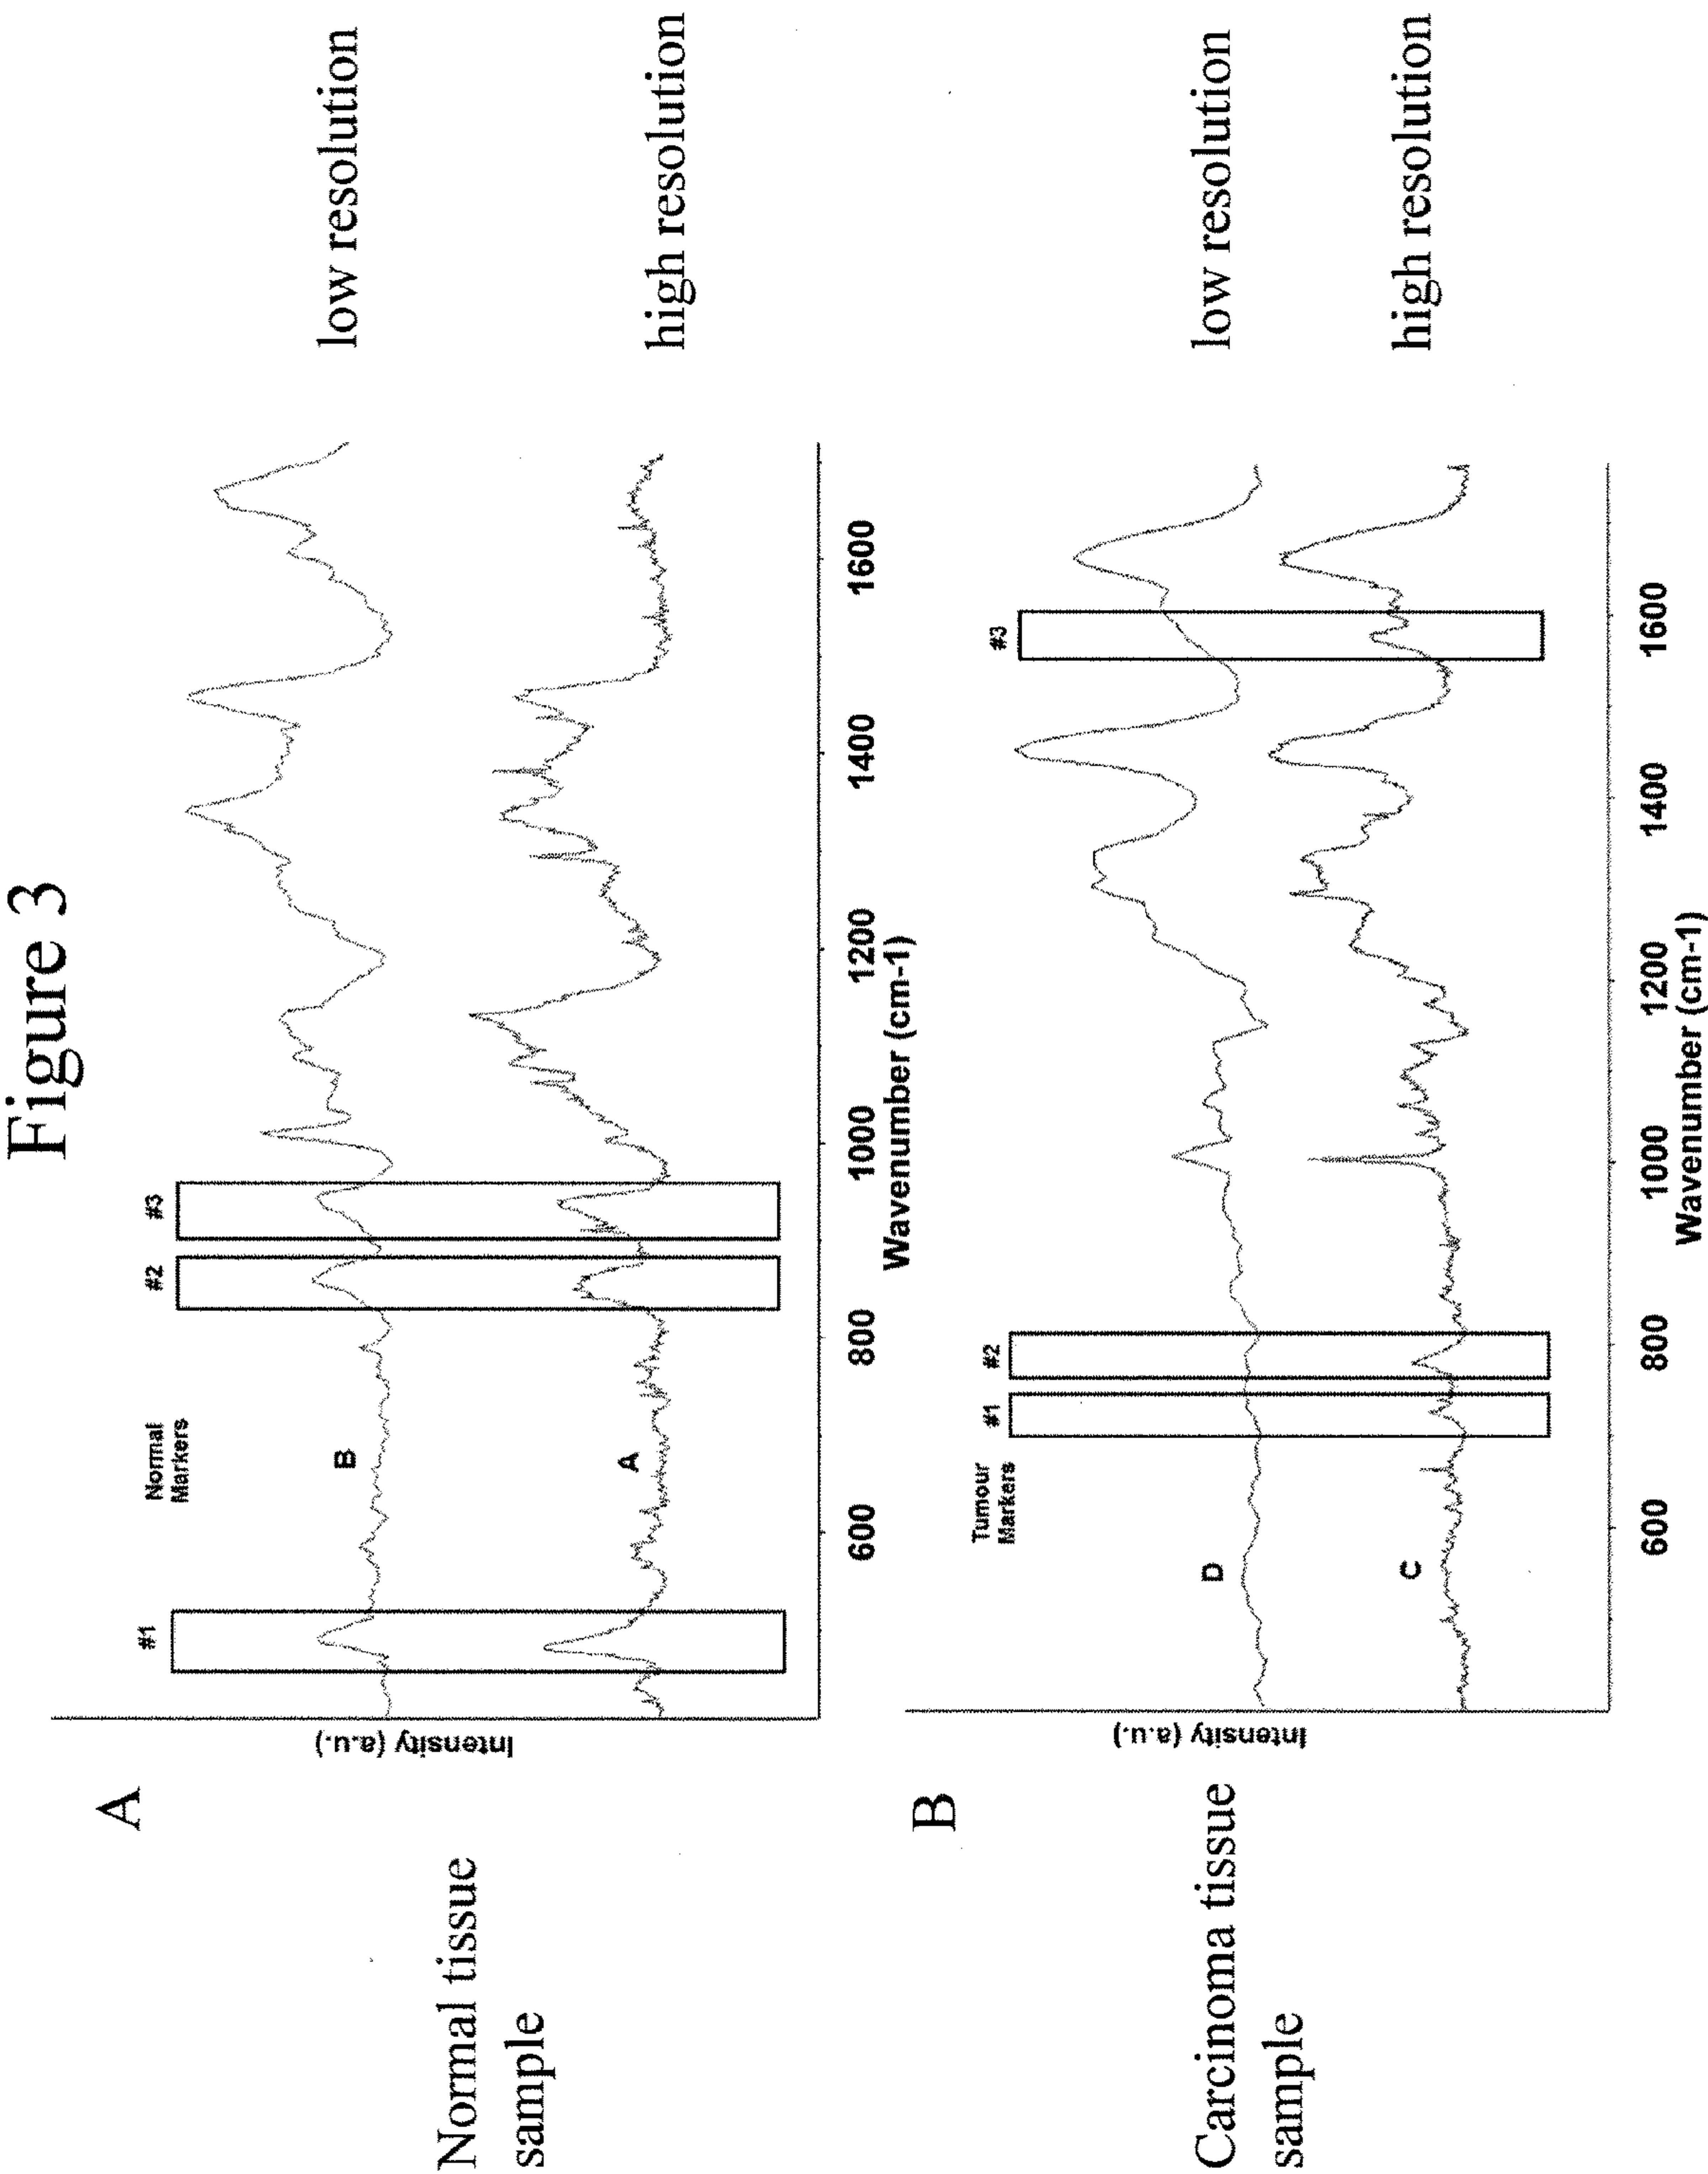 Figure 3
A
Normal tissue
sample
Intensity (a.u.)
#1
Normal
Markers
#2
#3
B
A
low resolution
high resolution
600
800
1000
1200
1400
1600
Wavenumber (cm-1)
B
Carcinoma tissue
sample
Intensity (a.u.)
Tumour
Markers
#1
#2
#3
D
C
low resolution
high resolution
600
800
1000
1200
1400
1600
Wavenumber (cm-1)